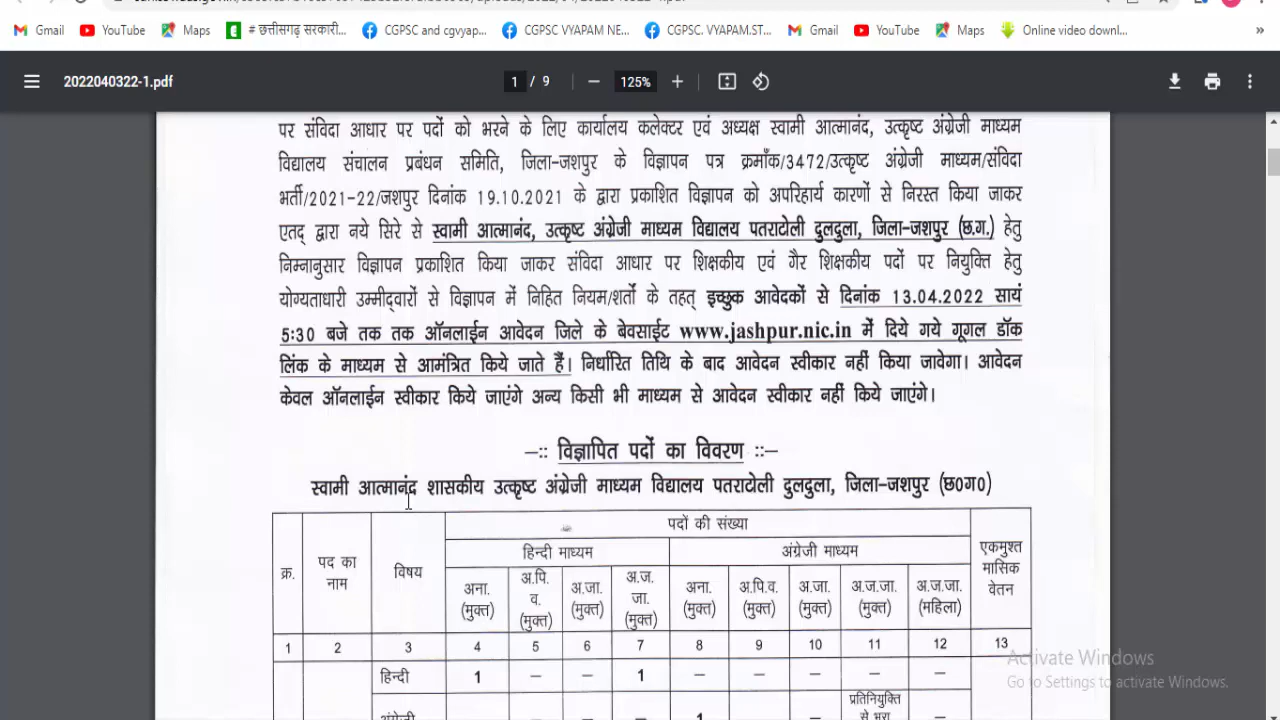 Gmail YouTube Maps # छत्तीसगढ़ सरकारी... CGPSC and cgvyap... CGPSC VYAPAM NE... CGPSC. VYAPAM.ST... Gmail YouTube Maps Online video downl... »
2022040322-1.pdf 1 / 9 125%
पर संविदा आधार पर पदों को भरने के लिए कार्यालय कलेक्टर एवं अध्यक्ष स्वामी आत्मानंद, उत्कृष्ट अंग्रेजी माध्यम
विद्यालय संचालन प्रबंधन समिति, जिला-जशपुर के विज्ञापन पत्र क्रमाँक/3472/उत्कृष्ट अंग्रेजी माध्यम/संविदा
भर्ती/2021-22/जशपुर दिनांक 19.10.2021 के द्वारा प्रकाशित विज्ञापन को अपरिहार्य कारणों से निरस्त किया जाकर
एतद् द्वारा नये सिरे से स्वामी आत्मानंद, उत्कृष्ट अंग्रेजी माध्यम विद्यालय पतराटोली दुलदुला, जिला-जशपुर (छ.ग.) हेतु
निम्नानुसार विज्ञापन प्रकाशित किया जाकर संविदा आधार पर शिक्षकीय एवं गैर शिक्षकीय पदों पर नियुक्ति हेतु
योग्यताधारी उम्मीद्वारों से विज्ञापन में निहित नियम/शर्तो के तहत् इच्छुक आवेदकों से दिनांक 13.04.2022 सायं
5:30 बजे तक तक ऑनलाईन आवेदन जिले के बेवसाईट www.jashpur.nic.in में दिये गये गूगल डॉक
लिंक के माध्यम से आमंत्रित किये जाते हैं। निर्धारित तिथि के बाद आवेदन स्वीकार नहीं किया जावेगा। आवेदन
केवल ऑनलाईन स्वीकार किये जाएंगे अन्य किसी भी माध्यम से आवेदन स्वीकार नहीं किये जाएंगे।
-:: विज्ञापित पदों का विवरण ::-
स्वामी आत्मानंद शासकीय उत्कृष्ट अंग्रेजी माध्यम विद्यालय पतराटोली दुलदुला, जिला-जशपुर (छ0ग0)
पदों की संख्या
हिन्दी माध्यम अंग्रेजी माध्यम
क्र. पद का नाम विषय अना. (मुक्त) अ.पि. व. (मुक्त) अ.जा. (मुक्त) अ.ज. जा. (मुक्त) अना. (मुक्त) अ.पि.व. (मुक्त) अ.जा. (मुक्त) अ.ज.जा. (मुक्त) अ.ज.जा. (महिला) एकमुश्त मासिक वेतन
1 2 3 4 5 6 7 8 9 10 11 12 13
हिन्दी 1 – – 1 – – – – –
अंग्रेजी – – – – 1 – प्रतिनियुक्ति से भरा –
Activate Windows
Go to Settings to activate Windows.